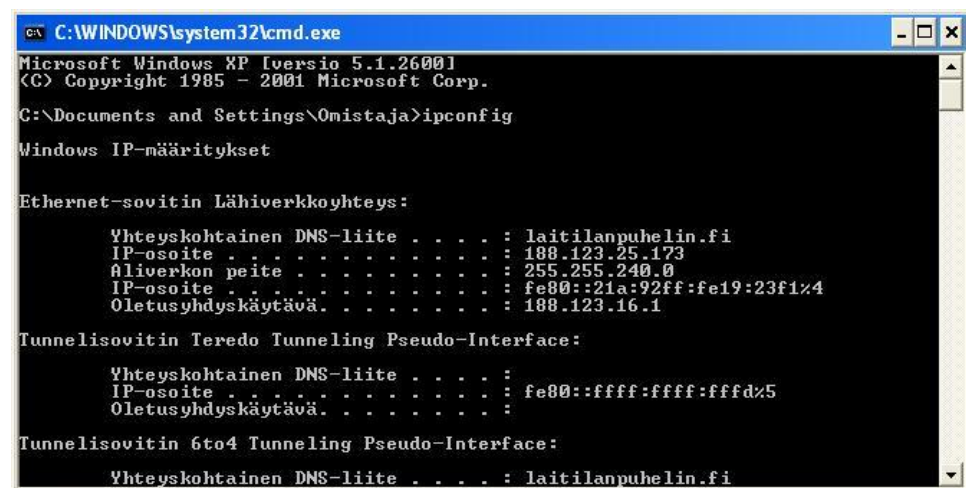 C:\WINDOWS\system32\cmd.exe
Microsoft Windows XP [versio 5.1.2600]
(C) Copyright 1985 - 2001 Microsoft Corp.
C:\Documents and Settings\Omistaja>ipconfig
Windows IP-määritykset
Ethernet-sovitin Lähiverkkoyhteys:
Yhteyskohtainen DNS-liite . . . . : laitilanpuhelin.fi
IP-osoite . . . . . . . . . . . . : 188.123.25.173
Aliverkon peite . . . . . . . . . : 255.255.240.0
IP-osoite . . . . . . . . . . . . : fe80::21a:92ff:fe19:23f1%4
Oletusyhdyskäytävä. . . . . . . . : 188.123.16.1
Tunnelisovitin Teredo Tunneling Pseudo-Interface:
Yhteyskohtainen DNS-liite . . . . :
IP-osoite . . . . . . . . . . . . : fe80::ffff:ffff:fffd%5
Oletusyhdyskäytävä. . . . . . . . :
Tunnelisovitin 6to4 Tunneling Pseudo-Interface:
Yhteyskohtainen DNS-liite . . . . : laitilanpuhelin.fi